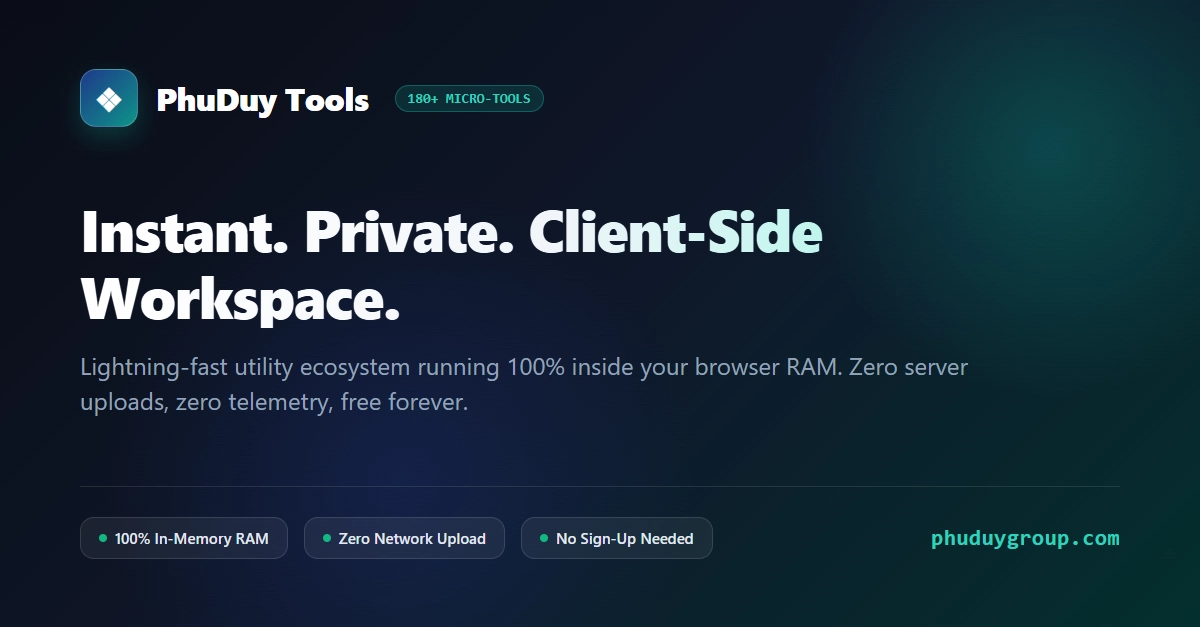 PhuDuy Tools
180+ MICRO-TOOLS
Instant. Private. Client-Side
Workspace.
Lightning-fast utility ecosystem running 100% inside your browser RAM. Zero server
uploads, zero telemetry, free forever.
100% In-Memory RAM
Zero Network Upload
No Sign-Up Needed
phuduygroup.com